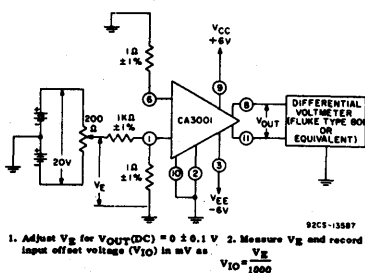 1Ω
±1%
VCC
+6V
6
9
CA3001
8
VOUT
11
DIFFERENTIAL
VOLTMETER
(FLUKE TYPE 801
OR
EQUIVALENT)
200
Ω
1KΩ
±1%
1
20V
VE
1Ω
±1%
10
2
3
VEE
-6V
92CS-13587
1. Adjust VE for VOUT(DC) = 0 ± 0.1 V
2. Measure VE and record
input offset voltage (VIO) in mV as
VIO = VE
1000